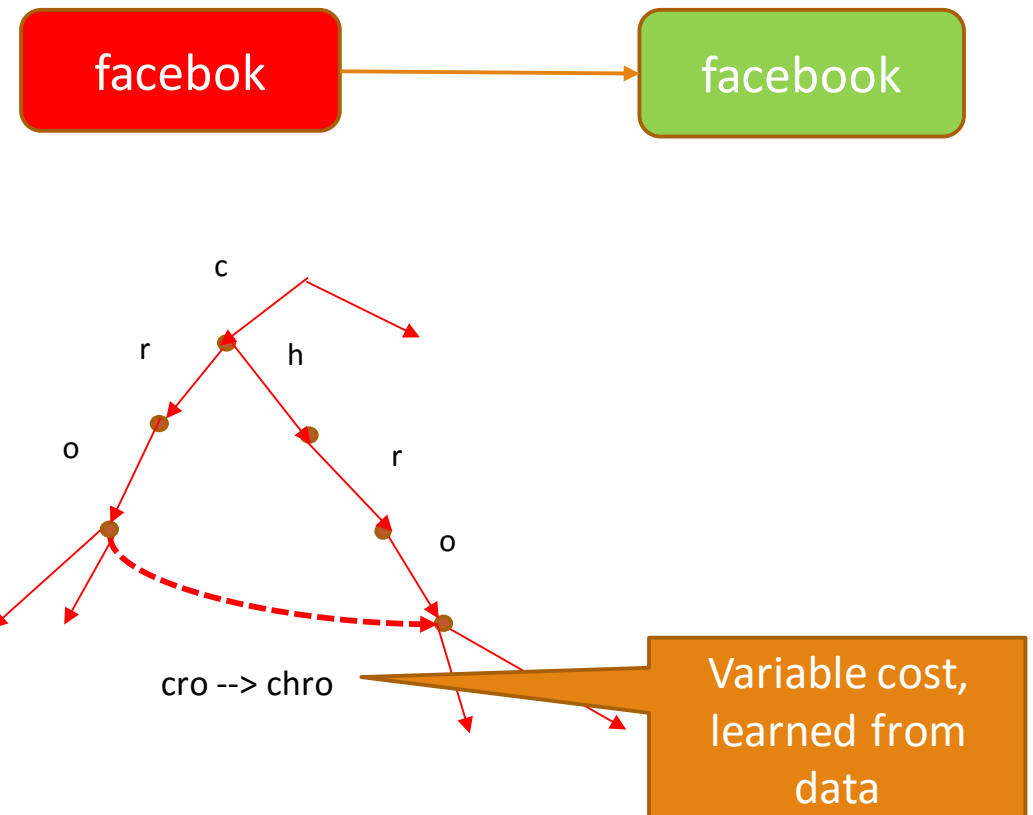 facebok
facebook
c
r
h
o
r
o
cro --> chro
Variable cost,
learned from
data